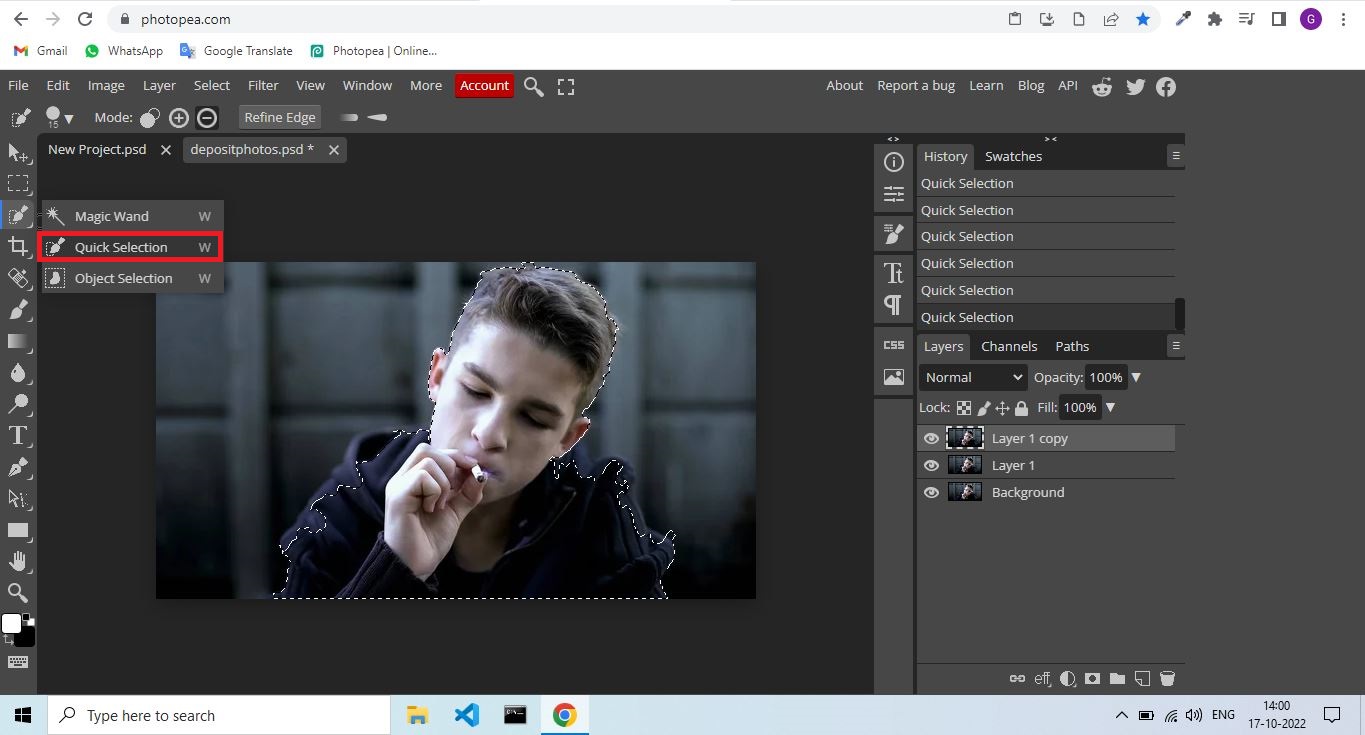 photopea.com
G
Gmail WhatsApp Google Translate Photopea | Online...
File Edit Image Layer Select Filter View Window More Account About Report a bug Learn Blog API
15 Mode: Refine Edge
New Project.psd depositphotos.psd *
Magic Wand W
Quick Selection W
Object Selection W
< > > <
History Swatches
Quick Selection
Quick Selection
Quick Selection
Quick Selection
Quick Selection
Quick Selection
CSS
Layers Channels Paths
Normal Opacity: 100%
Lock: Fill: 100%
Layer 1 copy
Layer 1
Background
eff
Type here to search
ENG
14:00
17-10-2022